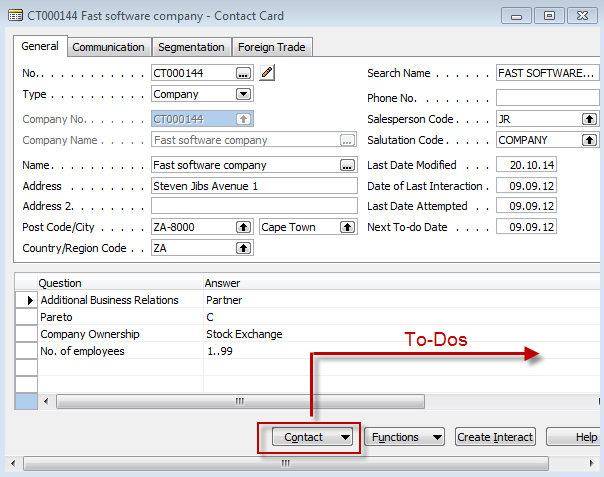 CT000144 Fast software company - Contact Card
General Communication Segmentation Foreign Trade
No. CT000144 ... Search Name FAST SOFTWARE...
Type Company Phone No.
Company No. CT000144 Salesperson Code JR
Company Name Fast software company ... Salutation Code COMPANY
Name Fast software company ... Last Date Modified 20.10.14
Address Steven Jibs Avenue 1 Date of Last Interaction 09.09.12
Address 2 Last Date Attempted 09.09.12
Post Code/City ZA-8000 Cape Town Next To-do Date 09.09.12
Country/Region Code ZA
Question Answer
Additional Business Relations Partner
Pareto C
Company Ownership Stock Exchange
No. of employees 1..99
To-Dos
Contact Functions Create Interact Help